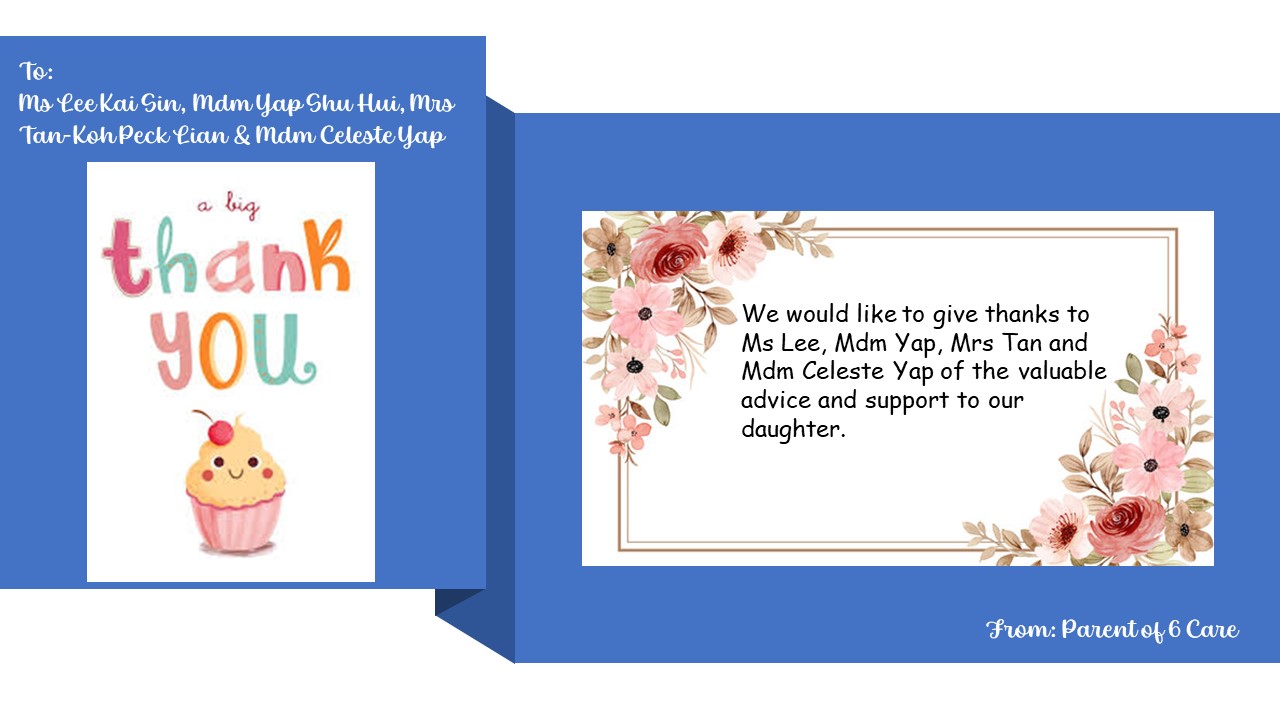 To:
Ms Lee Kai Sin, Mdm Yap Shu Hui, Mrs
Tan-Koh Peck Lian & Mdm Celeste Yap
a big
thank
you
We would like to give thanks to
Ms Lee, Mdm Yap, Mrs Tan and
Mdm Celeste Yap of the valuable
advice and support to our
daughter.
From: Parent of 6 Care